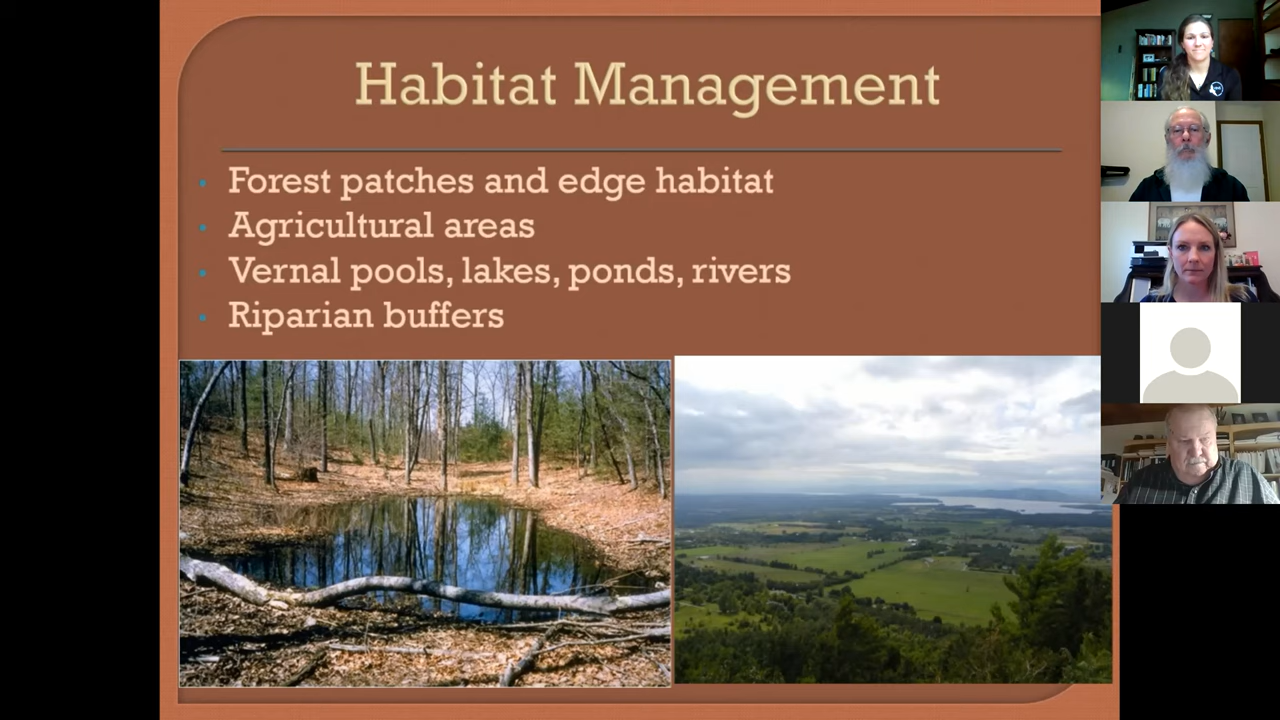 Habitat Management
Forest patches and edge habitat
Agricultural areas
Vernal pools, lakes, ponds, rivers
Riparian buffers